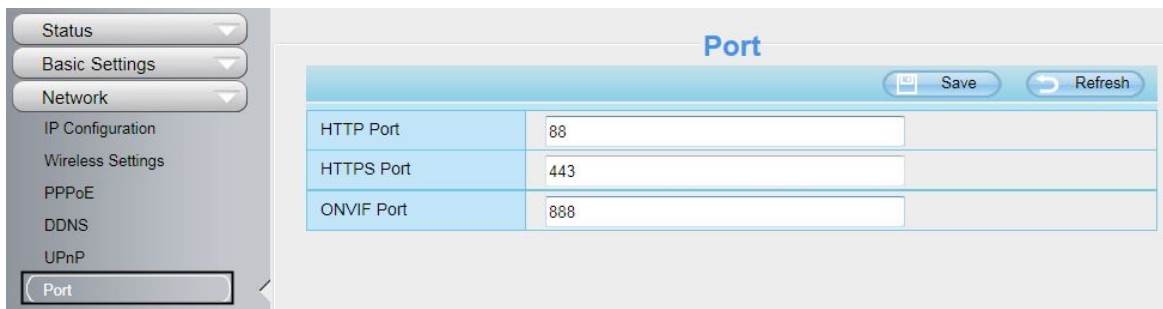 Status
Basic Settings
Network
IP Configuration
Wireless Settings
PPPoE
DDNS
UPnP
Port
Port
Save Refresh
HTTP Port 88
HTTPS Port 443
ONVIF Port 888